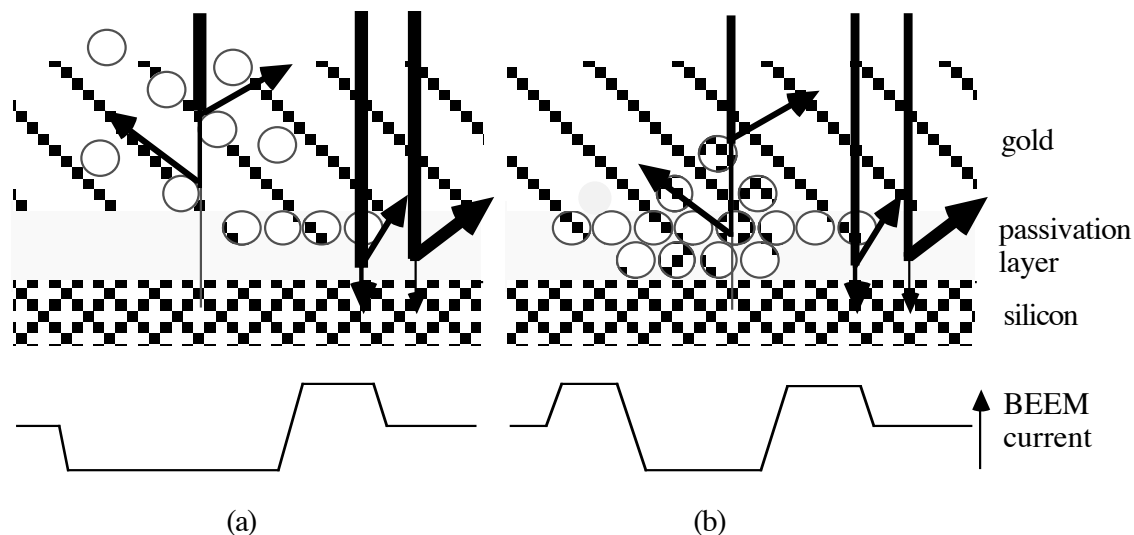 gold
passivation
layer
silicon
BEEM
current
(a)
(b)